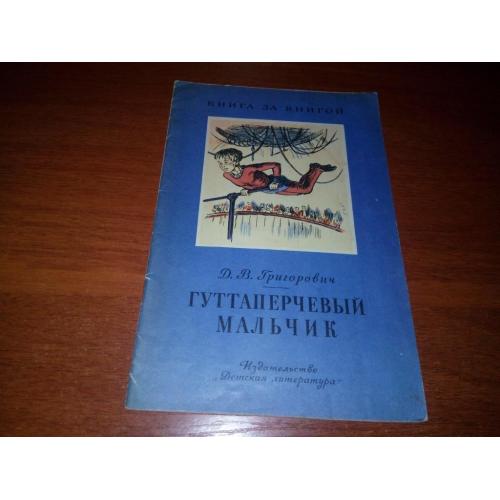 КНИГА ЗА КНИГОЙ
Д. В. Григорович
ГУТТАПЕРЧЕВЫЙ
МАЛЬЧИК
Издательство
„Детская литература"